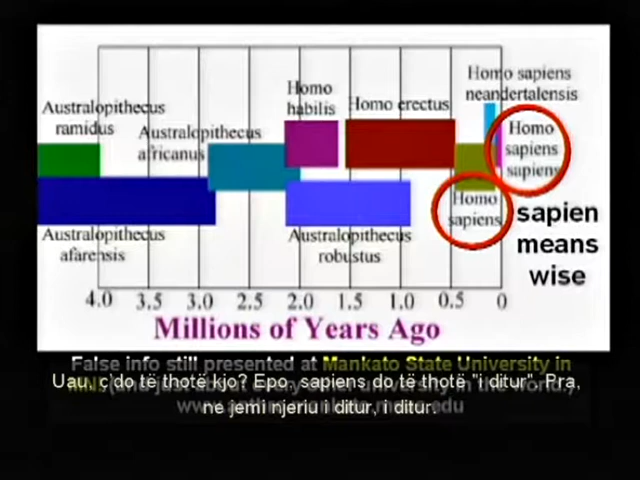 Homo sapiens
neandertalensis
Homo
habilis
Homo erectus
Australopithecus
ramidus
Australopithecus
africanus
Homo
sapiens
sapiens
Homo
sapiens
sapien
means
wise
Australopithecus
afarensis
Australopithecus
robustus
4.0 3.5 3.0 2.5 2.0 1.5 1.0 0.5 0
Millions of Years Ago
False info still presented at Mankato State University in
Uau, ç'do të thotë kjo? Epo, sapiens do të thotë "i ditur". Pra,
ne jemi njeriu i ditur, i ditur.